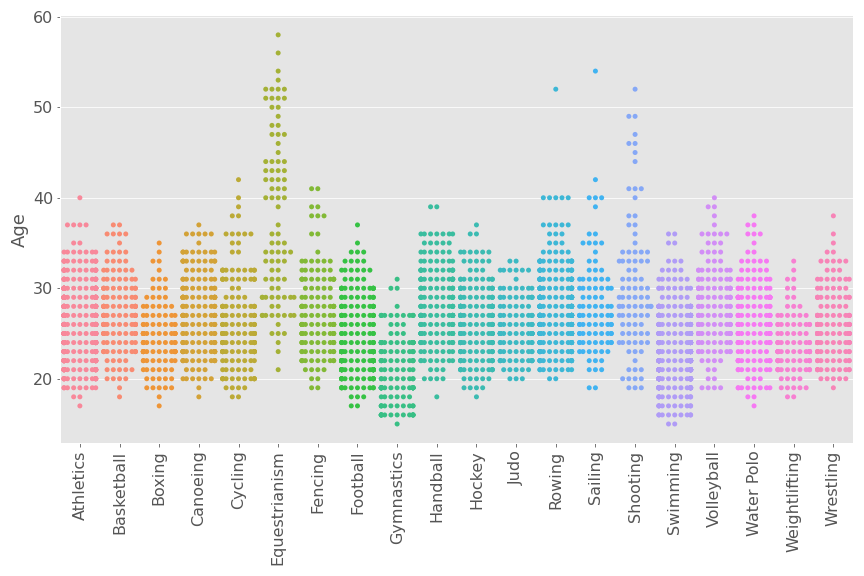 60
50
40
30
20
Age
Athletics
Basketball
Boxing
Canoeing
Cycling
Equestrianism
Fencing
Football
Gymnastics
Handball
Hockey
Judo
Rowing
Sailing
Shooting
Swimming
Volleyball
Water Polo
Weightlifting
Wrestling